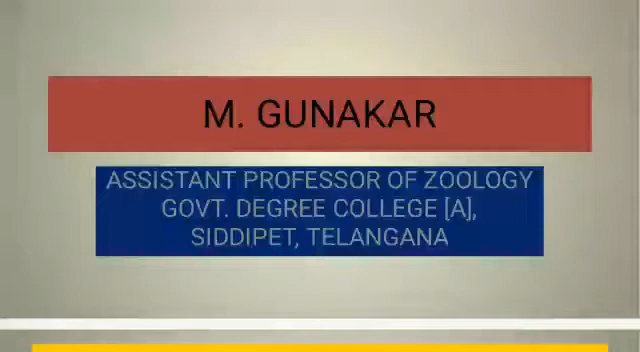 M. GUNAKAR
ASSISTANT PROFESSOR OF ZOOLOGY
GOVT. DEGREE COLLEGE [A],
SIDDIPET, TELANGANA